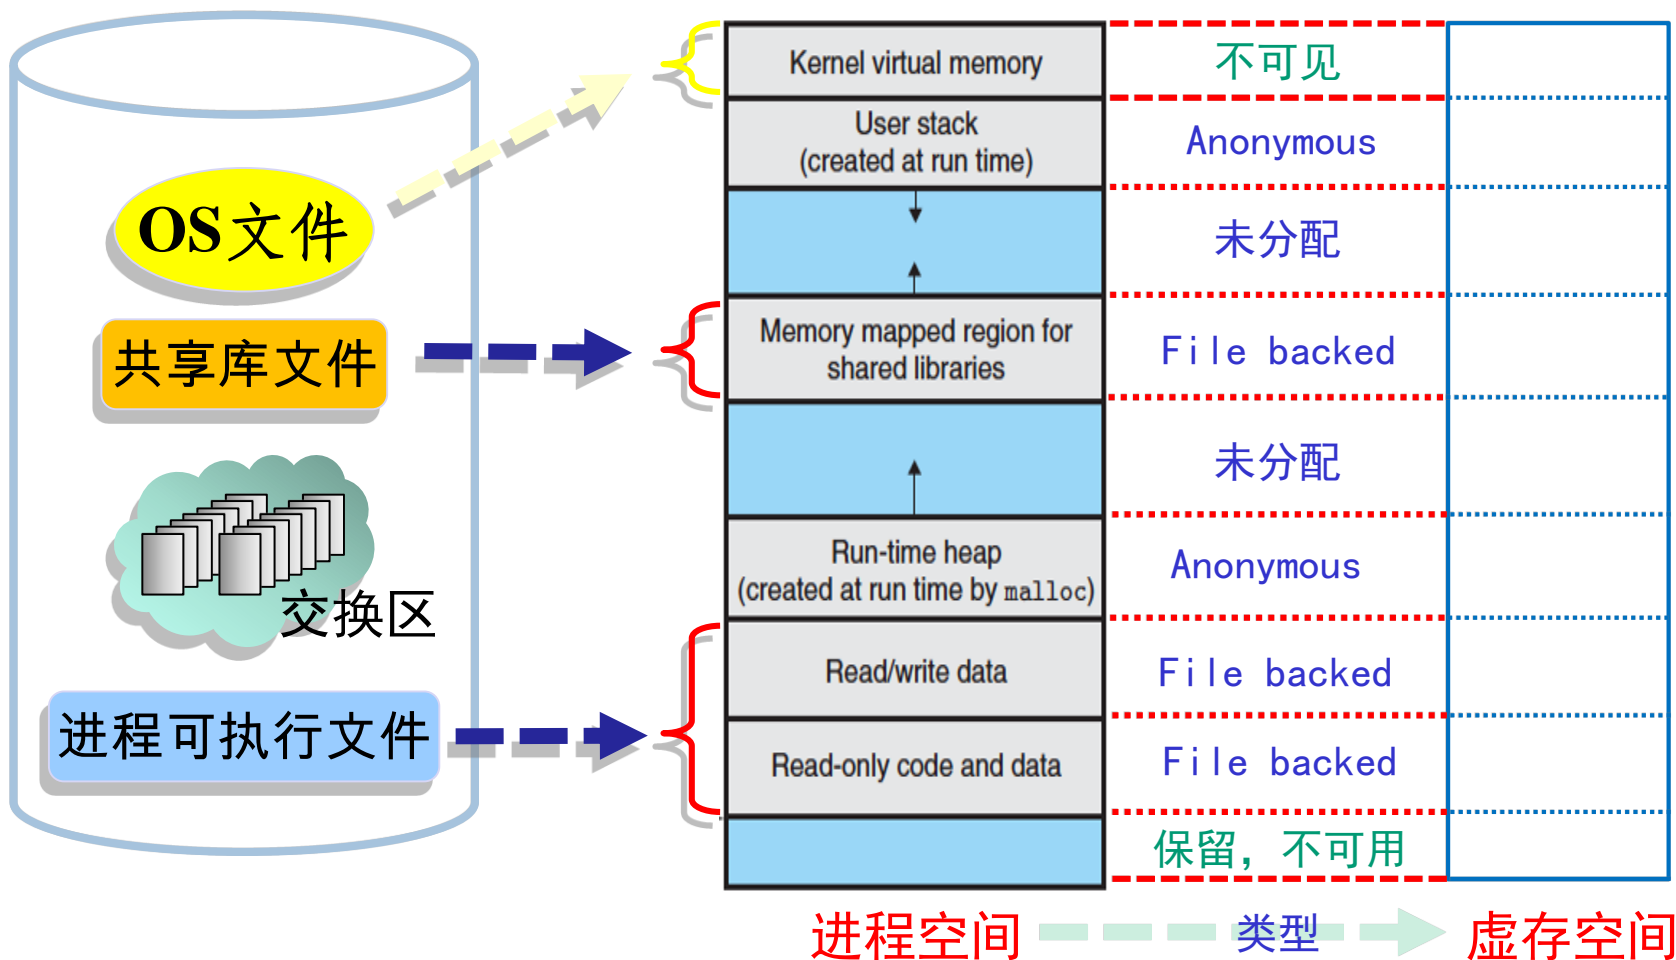 OS文件
共享库文件
交换区
进程可执行文件
Kernel virtual memory
不可见
User stack
(created at run time)
Anonymous
未分配
Memory mapped region for
shared libraries
File backed
未分配
Run-time heap
(created at run time by malloc)
Anonymous
Read/write data
File backed
Read-only code and data
File backed
保留，不可用
进程空间
类型
虚存空间